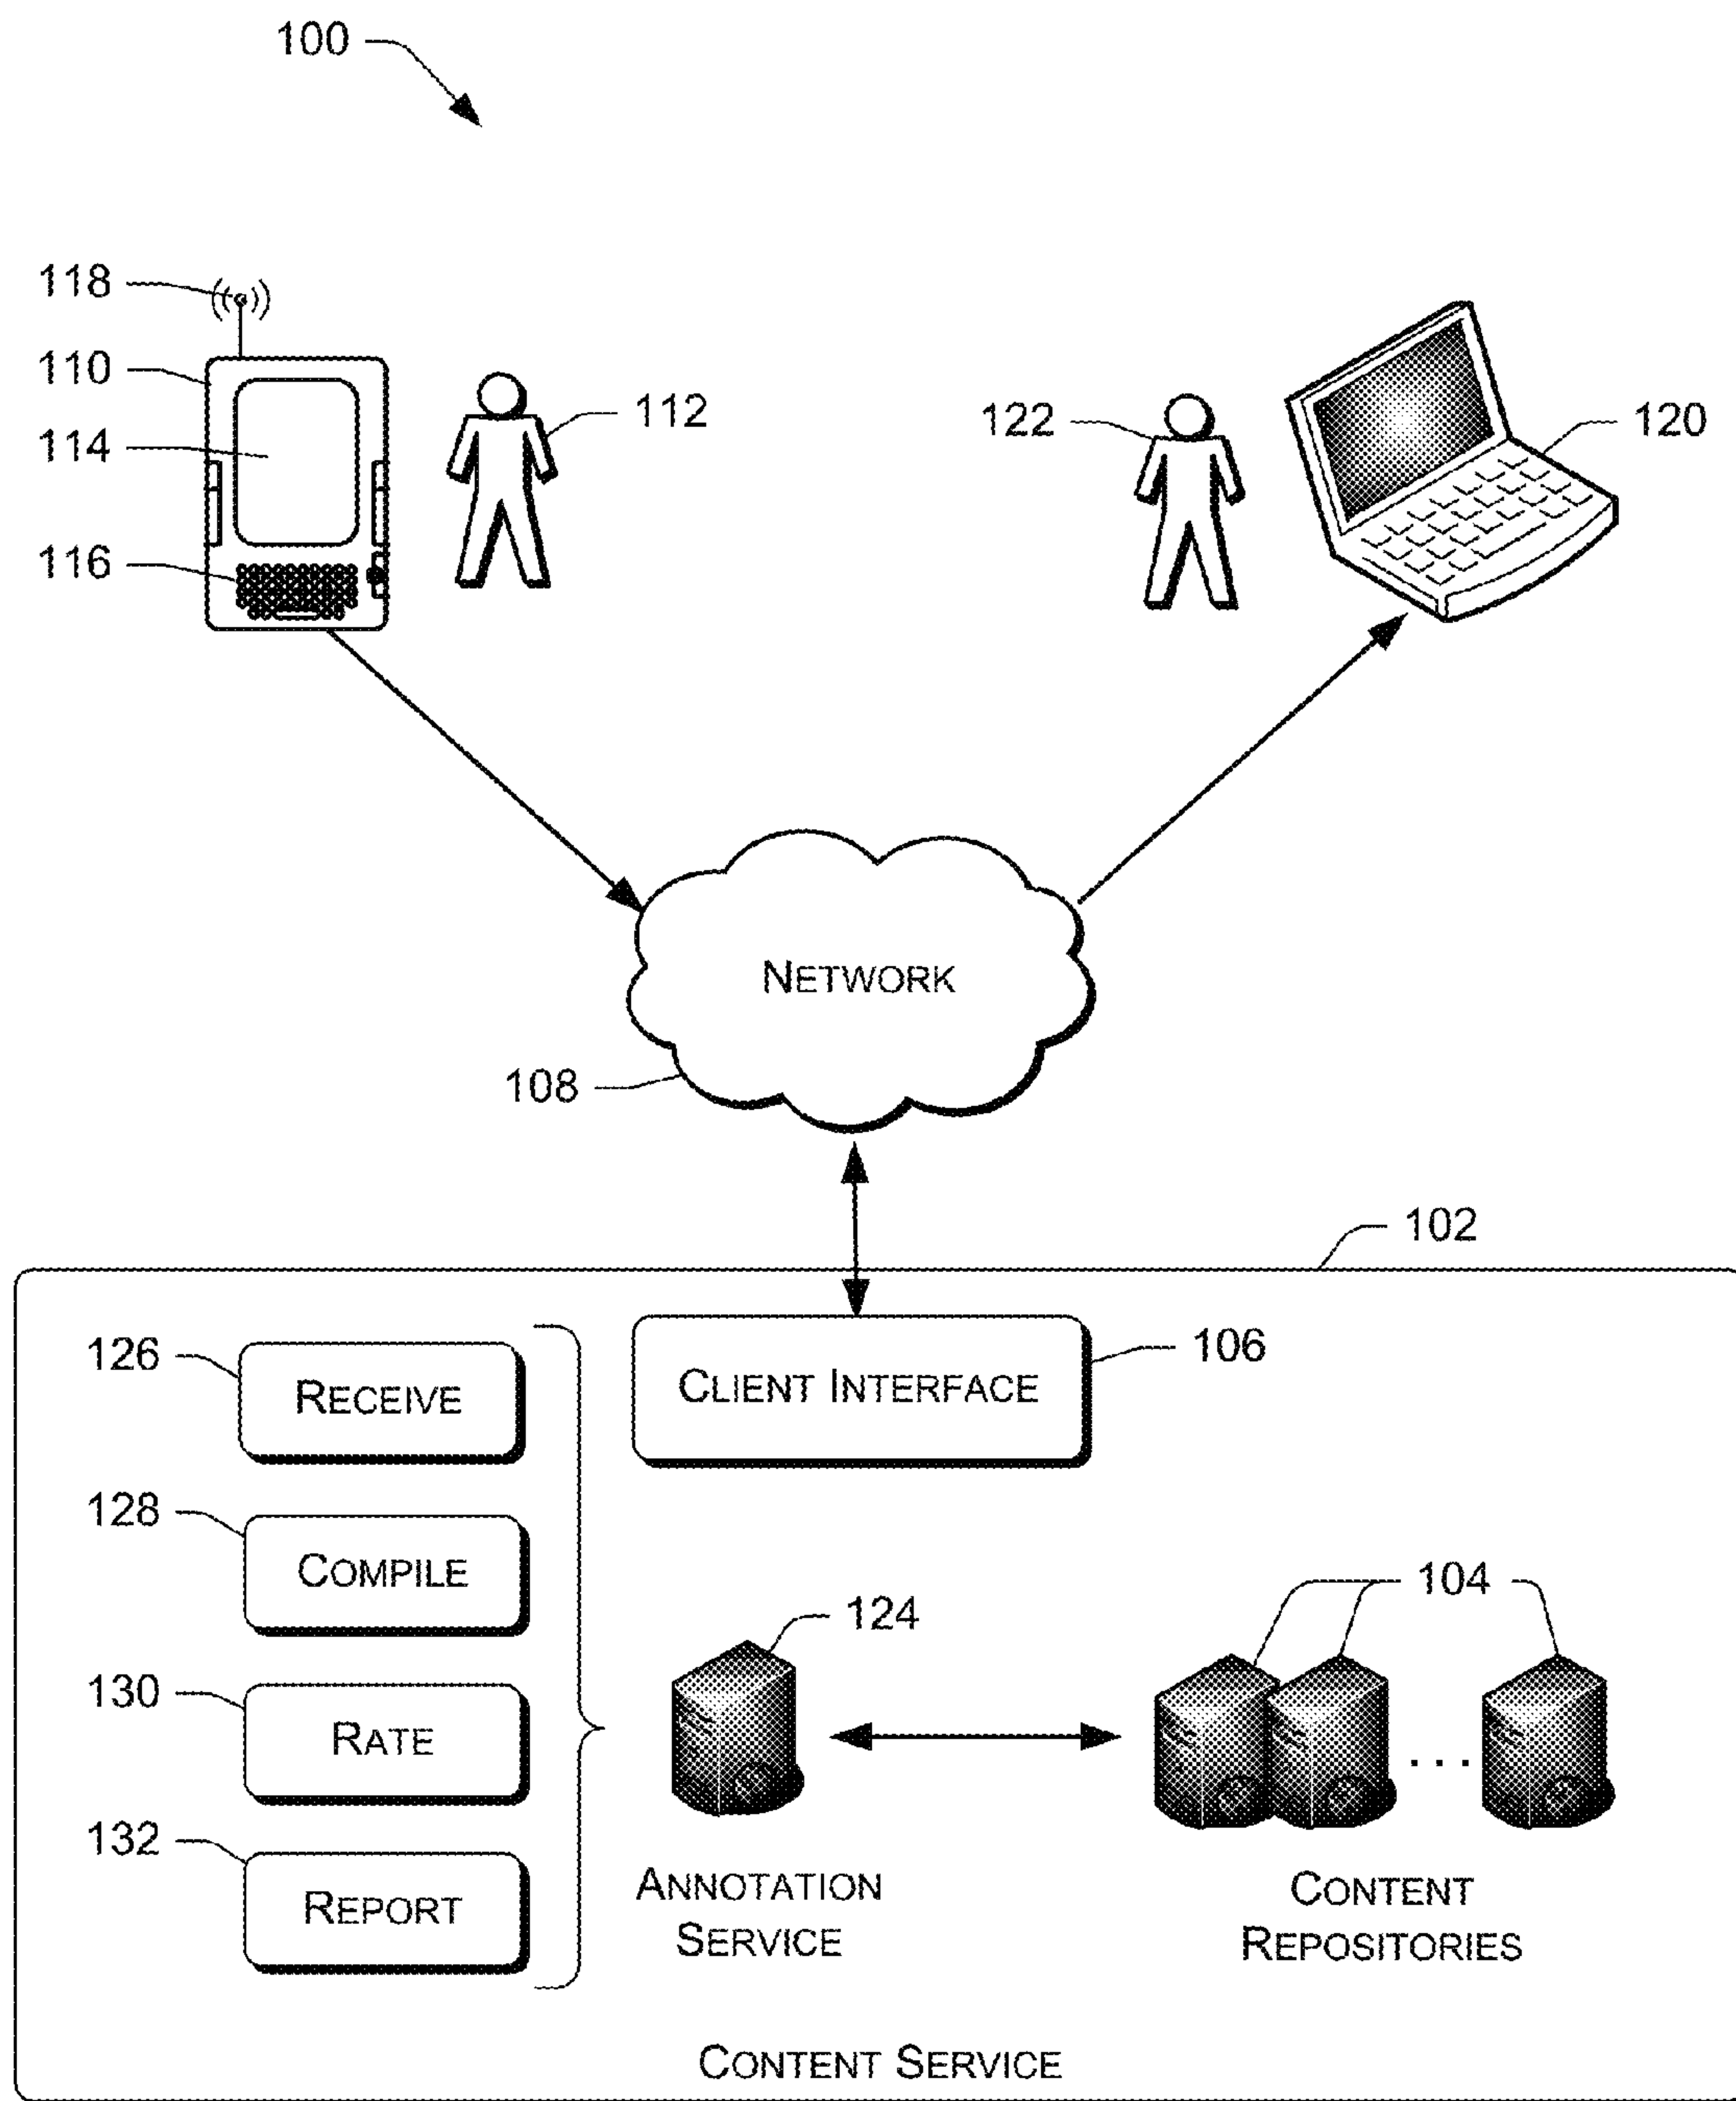 100
118
110
114
116
112
122
120
NETWORK
108
102
126
RECEIVE
CLIENT INTERFACE
106
128
COMPILE
130
RATE
132
REPORT
124
ANNOTATION
SERVICE
104
...
CONTENT
REPOSITORIES
CONTENT SERVICE